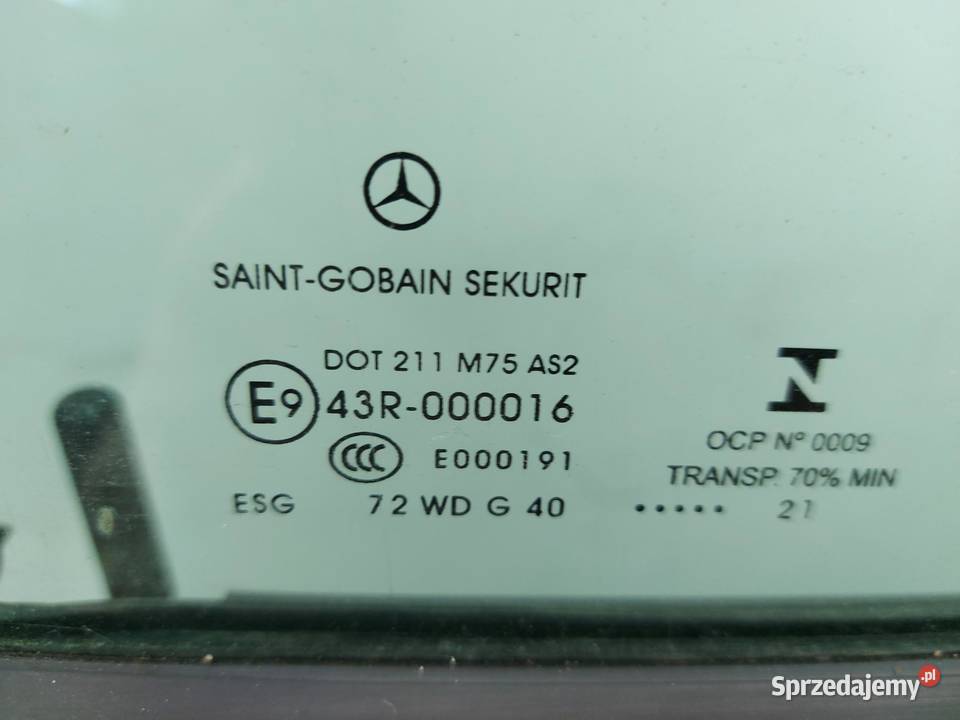 SAINT-GOBAIN SEKURIT
DOT 211 M75 AS2
E9 43R-000016
CCC E000191
ESG 72 WD G 40
N
OCP Nº 0009
TRANSP. 70% MIN
..... 21
Sprzedajemy.pl